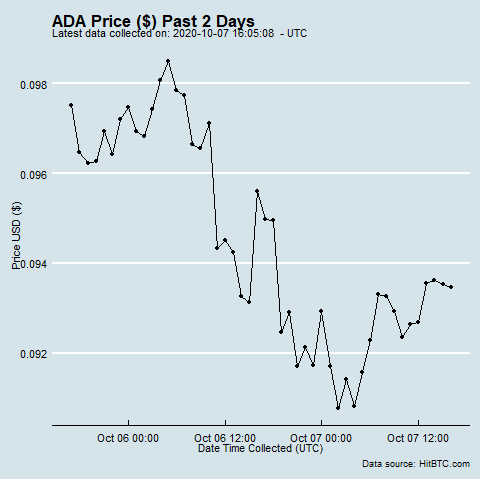 ADA Price ($) Past 2 Days
Latest data collected on: 2020-10-07 16:05:08 - UTC
0.098
0.096
0.094
0.092
Price USD ($)
Oct 06 00:00 Oct 06 12:00 Oct 07 00:00 Oct 07 12:00
Date Time Collected (UTC)
Data source: HitBTC.com